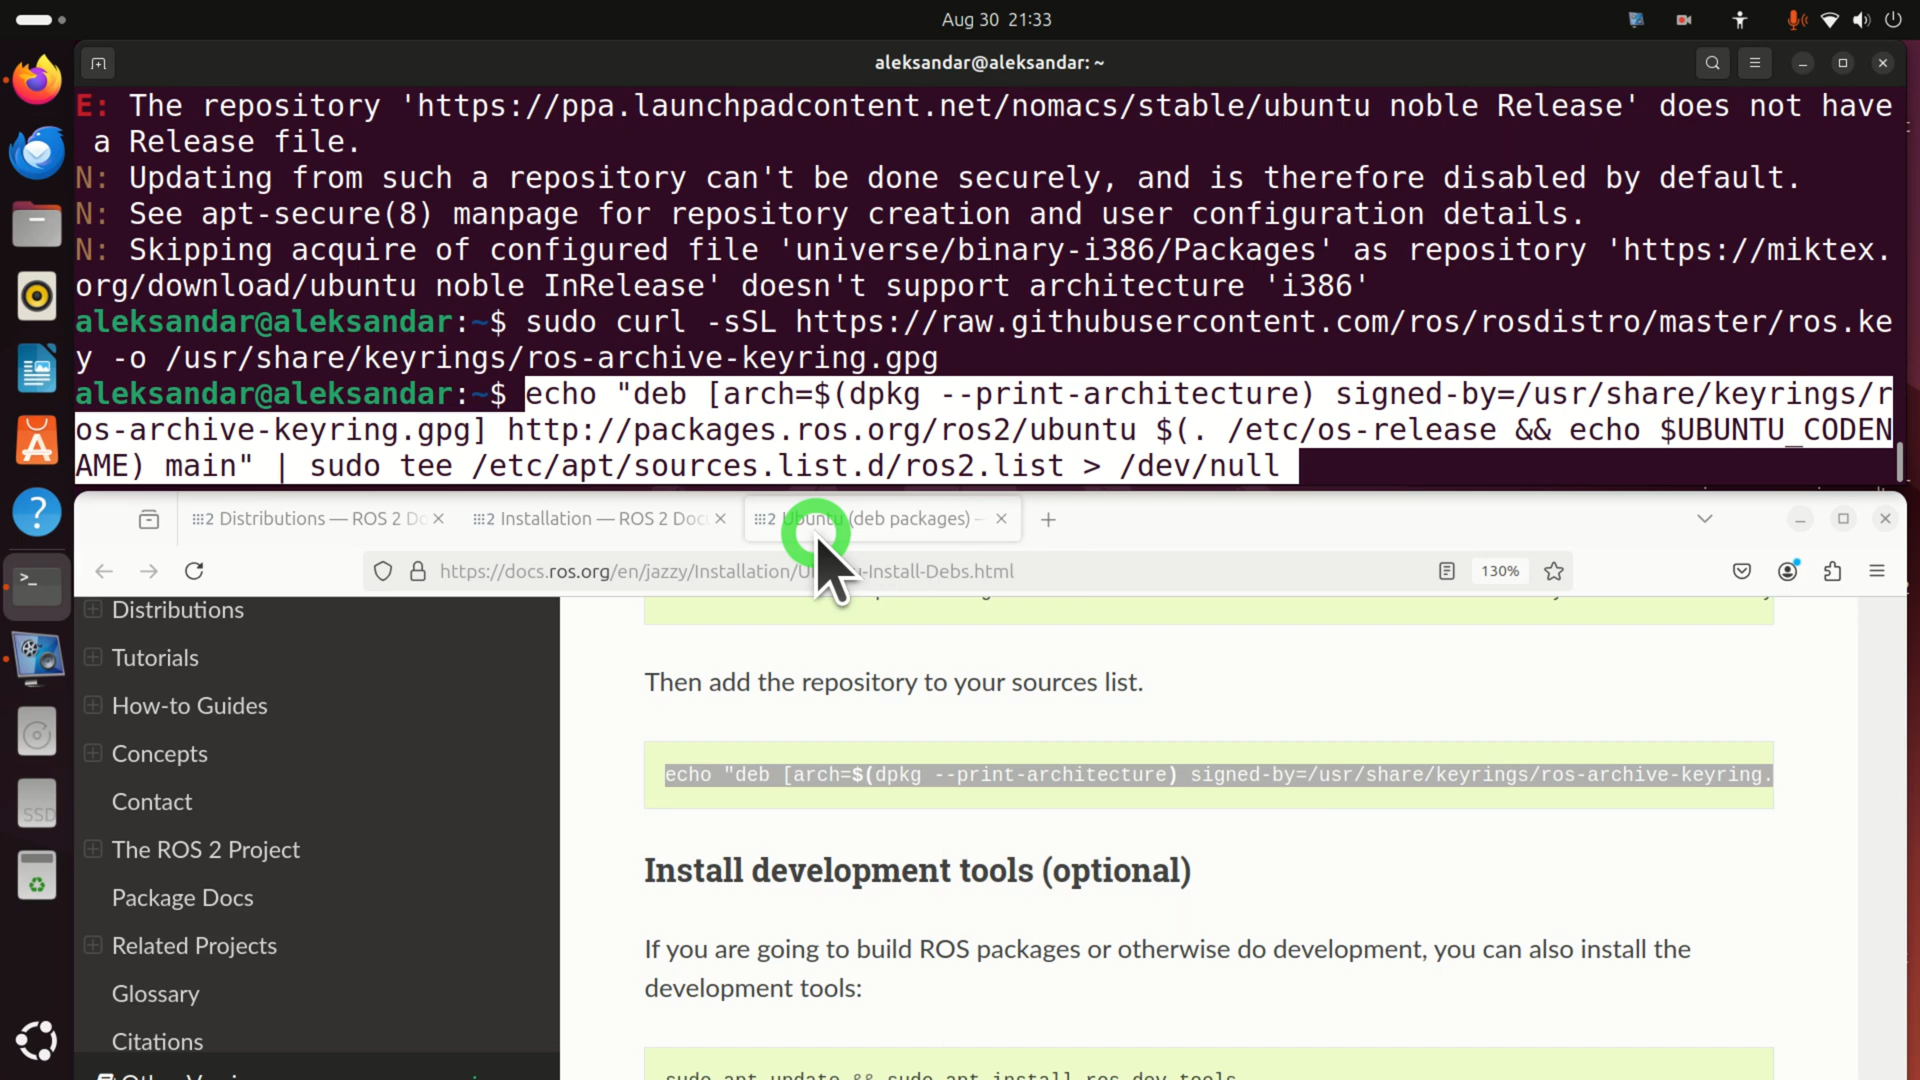 Aug 30 21:33
aleksandar@aleksandar: ~
E: The repository 'https://ppa.launchpadcontent.net/nomacs/stable/ubuntu noble Release' does not have
a Release file.
N: Updating from such a repository can't be done securely, and is therefore disabled by default.
N: See apt-secure(8) manpage for repository creation and user configuration details.
N: Skipping acquire of configured file 'universe/binary-i386/Packages' as repository 'https://miktex.
org/download/ubuntu noble InRelease' doesn't support architecture 'i386'
aleksandar@aleksandar:~$ sudo curl -sSL https://raw.githubusercontent.com/ros/rosdistro/master/ros.ke
y -o /usr/share/keyrings/ros-archive-keyring.gpg
aleksandar@aleksandar:~$ echo "deb [arch=$(dpkg --print-architecture) signed-by=/usr/share/keyrings/r
os-archive-keyring.gpg] http://packages.ros.org/ros2/ubuntu $(. /etc/os-release && echo $UBUNTU_CODEN
AME) main" | sudo tee /etc/apt/sources.list.d/ros2.list > /dev/null
2 Distributions — ROS 2 Do 2 Installation — ROS 2 Doc 2 Ubuntu (deb packages) –
https://docs.ros.org/en/jazzy/Installation/U -Install-Debs.html 130%
Distributions
Tutorials
How-to Guides
Concepts
Contact
The ROS 2 Project
Package Docs
Related Projects
Glossary
Citations
Then add the repository to your sources list.
echo "deb [arch=$(dpkg --print-architecture) signed-by=/usr/share/keyrings/ros-archive-keyring.
Install development tools (optional)
If you are going to build ROS packages or otherwise do development, you can also install the
development tools:
sudo apt update && sudo apt install ros-dev-tools
SSD